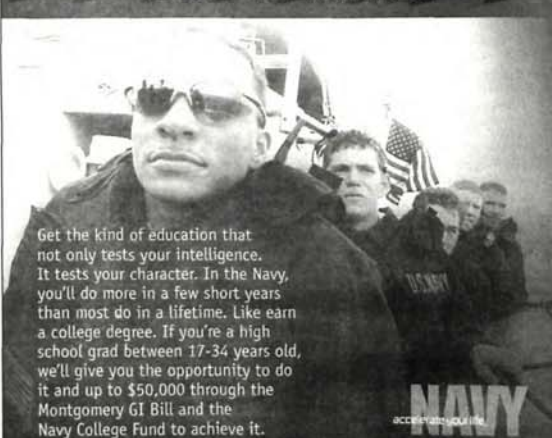 Get the kind of education that
not only tests your intelligence.
It tests your character. In the Navy,
you'll do more in a few short years
than most do in a lifetime. Like earn
a college degree. If you're a high
school grad between 17-34 years old,
we'll give you the opportunity to do
it and up to $50,000 through the
Montgomery GI Bill and the
Navy College Fund to achieve it.
U.S. NAVY
NAVY
accelerate your life